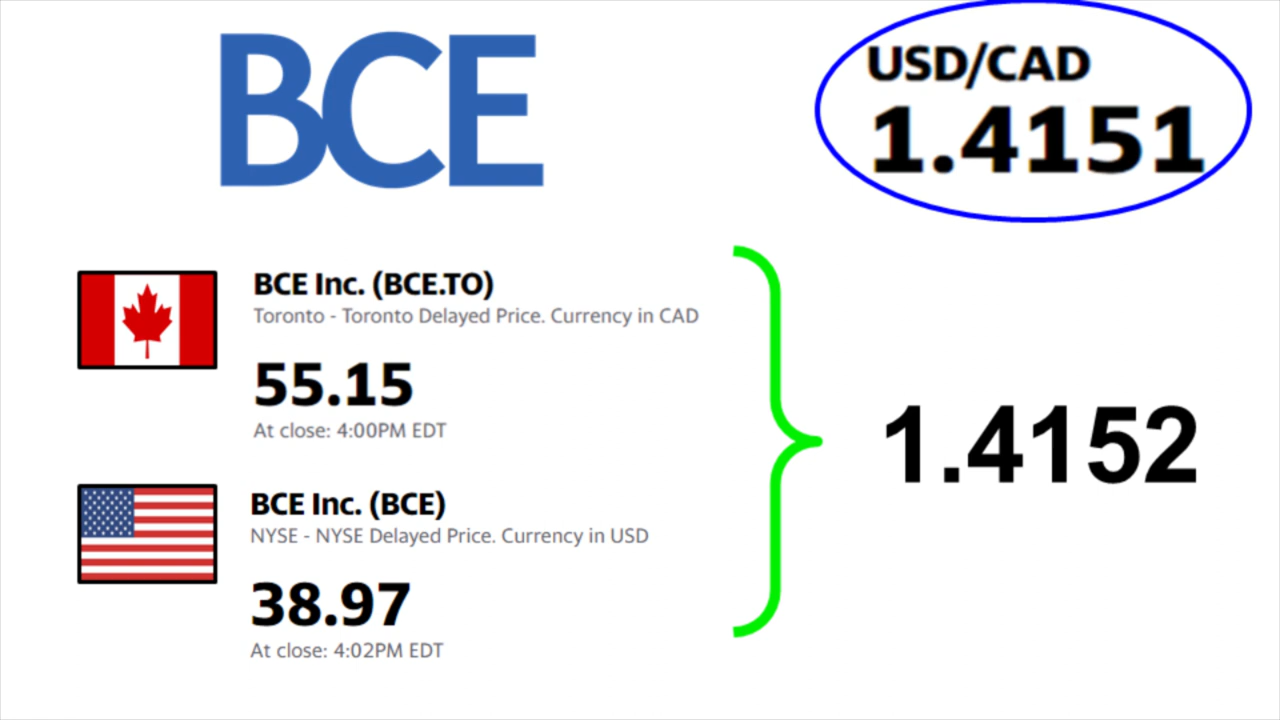 BCE
USD/CAD
1.4151
BCE Inc. (BCE.TO)
Toronto - Toronto Delayed Price. Currency in CAD
55.15
At close: 4:00PM EDT
1.4152
BCE Inc. (BCE)
NYSE - NYSE Delayed Price. Currency in USD
38.97
At close: 4:02PM EDT